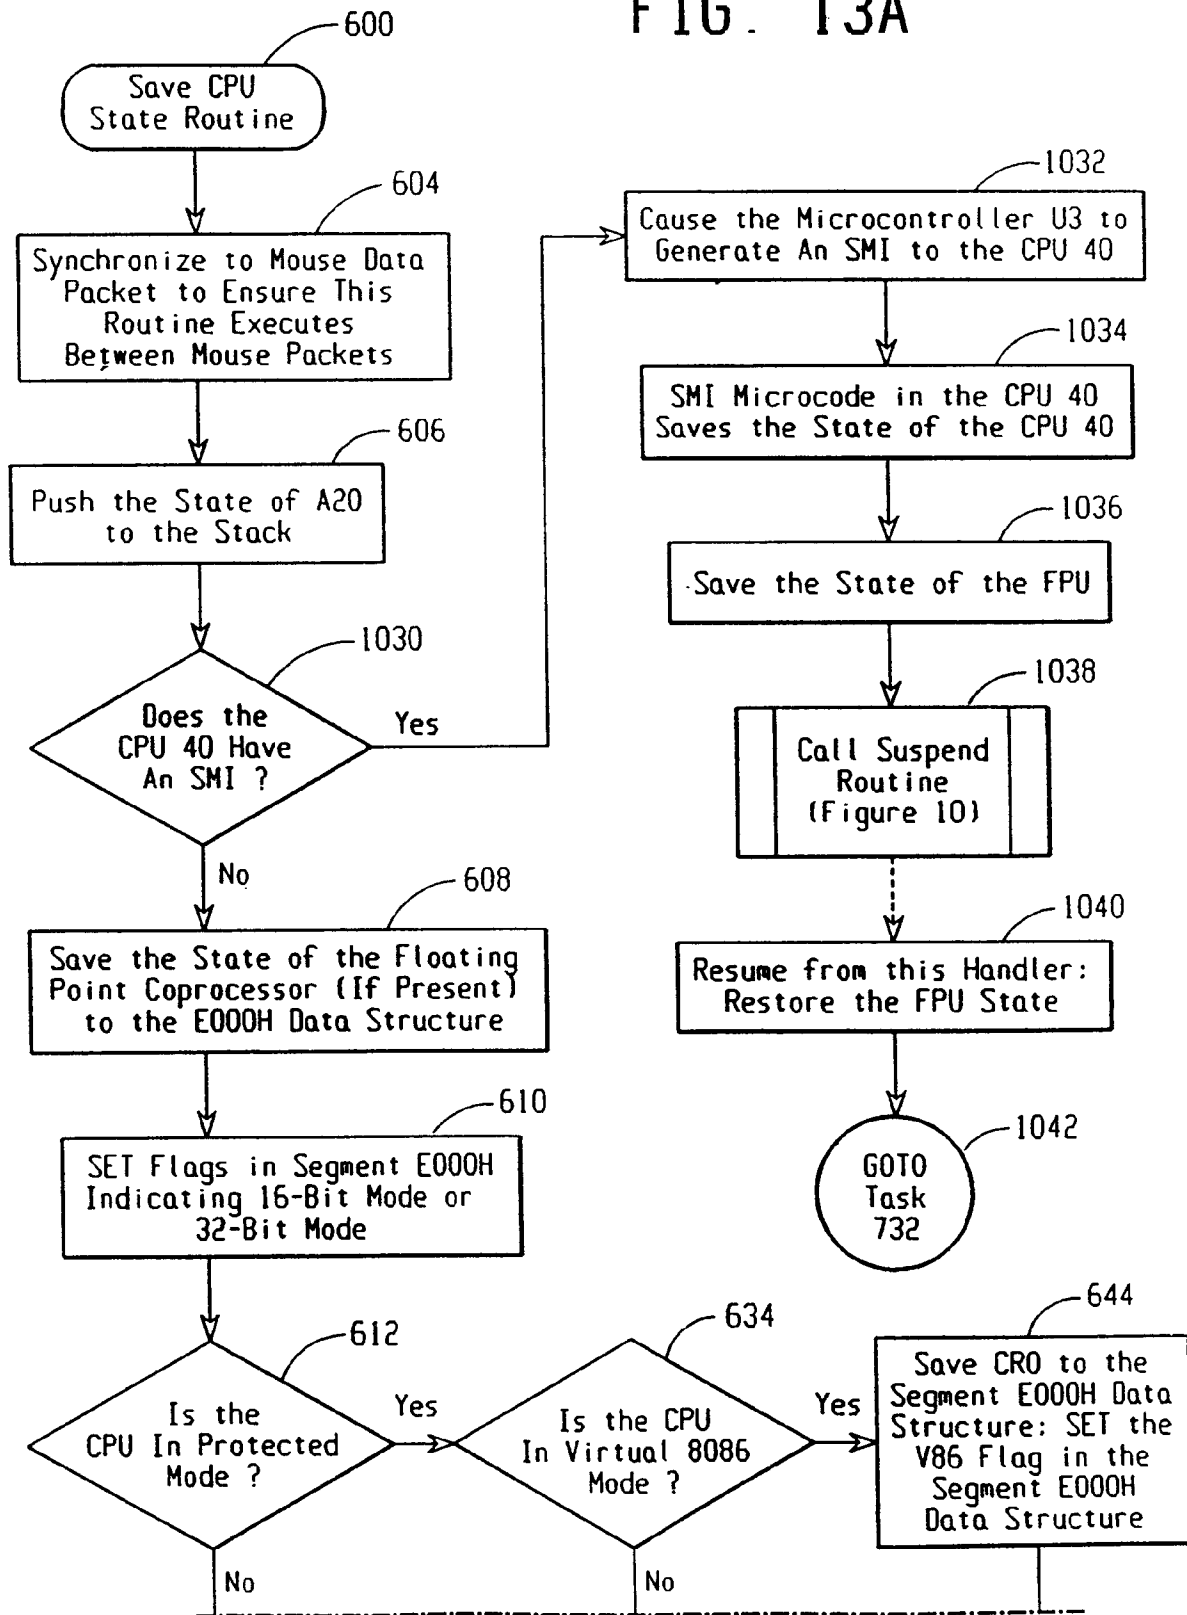 FIG. 13A
600
Save CPU
State Routine
604
Synchronize to Mouse Data
Packet to Ensure This
Routine Executes
Between Mouse Packets
606
Push the State of A20
to the Stack
1030
Does the
CPU 40 Have
An SMI ?
Yes
No
608
Save the State of the Floating
Point Coprocessor (If Present)
to the E000H Data Structure
610
SET Flags in Segment E000H
Indicating 16-Bit Mode or
32-Bit Mode
612
Is the
CPU In Protected
Mode ?
Yes
No
634
Is the CPU
In Virtual 8086
Mode ?
Yes
No
644
Save CR0 to the
Segment E000H Data
Structure: SET the
V86 Flag in the
Segment E000H
Data Structure
1032
Cause the Microcontroller U3 to
Generate An SMI to the CPU 40
1034
SMI Microcode in the CPU 40
Saves the State of the CPU 40
1036
Save the State of the FPU
1038
Call Suspend
Routine
(Figure 10)
1040
Resume from this Handler:
Restore the FPU State
1042
GOTO
Task
732